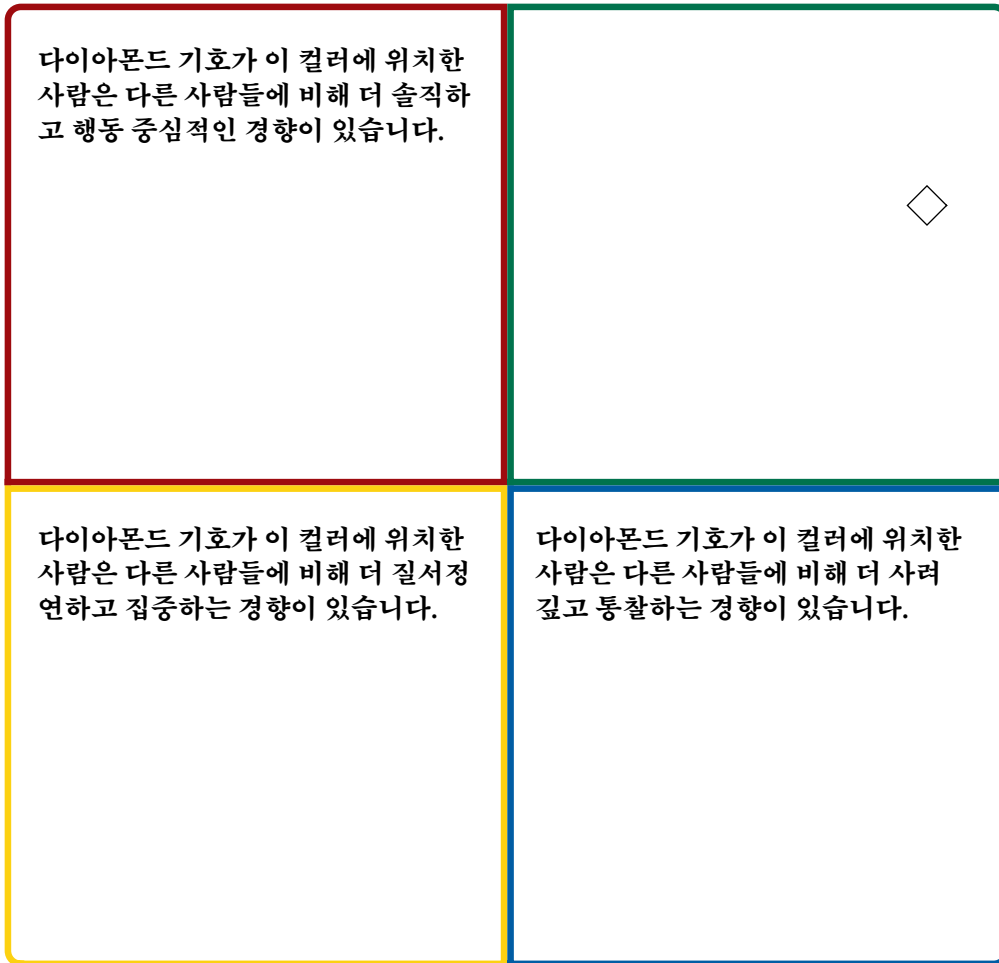 다이아몬드 기호가 이 컬러에 위치한
사람은 다른 사람들에 비해 더 솔직하
고 행동 중심적인 경향이 있습니다.
다이아몬드 기호가 이 컬러에 위치한
사람은 다른 사람들에 비해 더 질서정
연하고 집중하는 경향이 있습니다.
다이아몬드 기호가 이 컬러에 위치한
사람은 다른 사람들에 비해 더 사려
깊고 통찰하는 경향이 있습니다.